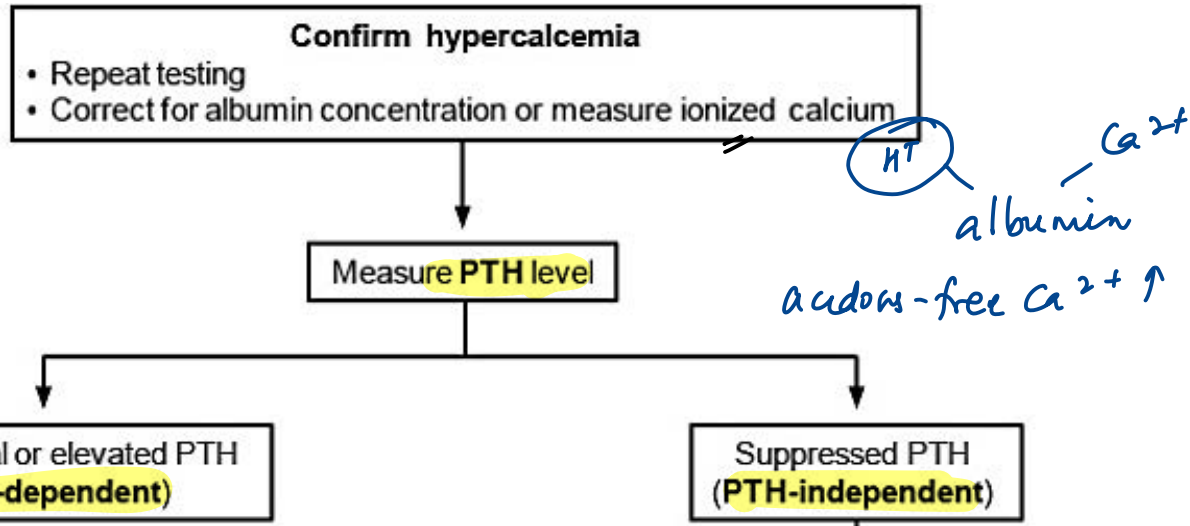 Confirm hypercalcemia
• Repeat testing
• Correct for albumin concentration or measure ionized calcium
H⁺
Ca²⁺
albumin
Measure PTH level
acidosis - free Ca²⁺ ↑
al or elevated PTH
-dependent)
Suppressed PTH
(PTH-independent)